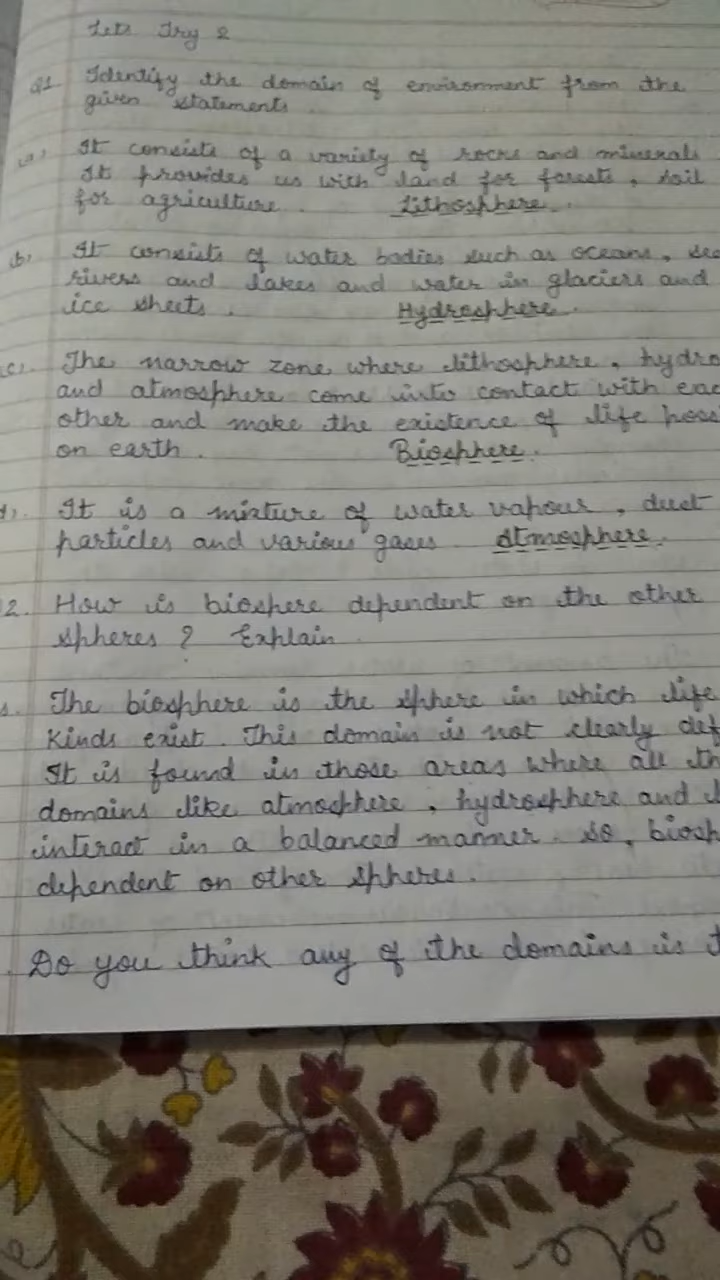 Lets Try 2
Q1 Identify the domain of environment from the
given statements.
(a) It consists of a variety of rocks and minerals.
It provides us with land for forests, soil
for agriculture. Lithosphere.
(b) It consists of water bodies such as oceans,
rivers and lakes and water in glaciers and
ice sheets. Hydrosphere.
(c). The narrow zone where lithosphere, hydro
and atmosphere come into contact with eac
other and make the existence of life poss
on earth. Biosphere.
d). It is a mixture of water vapour, dust
particles and various gases Atmosphere.
2. How is biosphere dependent on the other
spheres? Explain.
s. The biosphere is the sphere in which life
kinds exist. This domain is not clearly def
It is found in those areas where all th
domains like atmosphere, hydrosphere and
interact in a balanced manner. So, biosph
dependent on other spheres.
Do you think any of the domains is